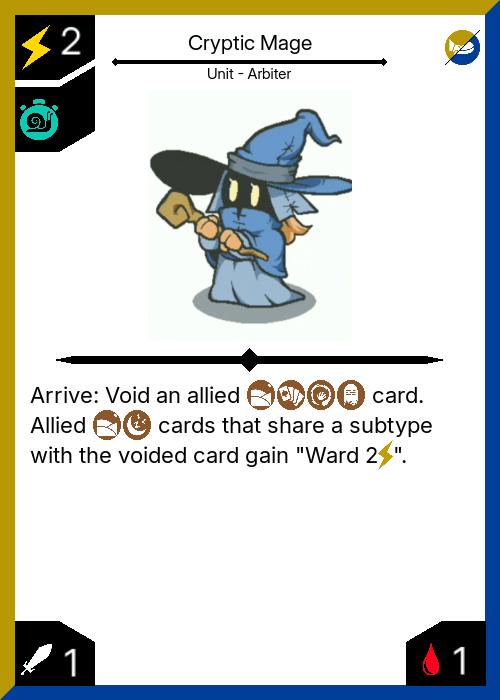 2
Cryptic Mage
Unit - Arbiter
Arrive: Void an allied card.
Allied cards that share a subtype
with the voided card gain "Ward 2".
1
1